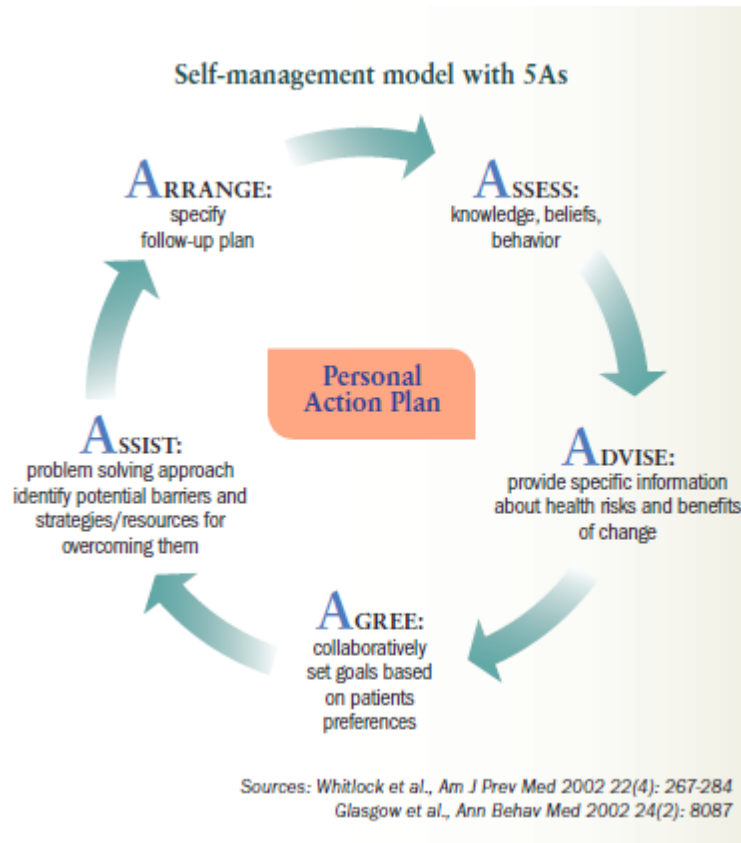 Self-management model with 5As
ARRANGE:
specify
follow-up plan
ASSESS:
knowledge, beliefs,
behavior
Personal
Action Plan
ASSIST:
problem solving approach
identify potential barriers and
strategies/resources for
overcoming them
ADVISE:
provide specific information
about health risks and benefits
of change
AGREE:
collaboratively
set goals based
on patients
preferences
Sources: Whitlock et al., Am J Prev Med 2002 22(4): 267-284
Glasgow et al., Ann Behav Med 2002 24(2): 8087